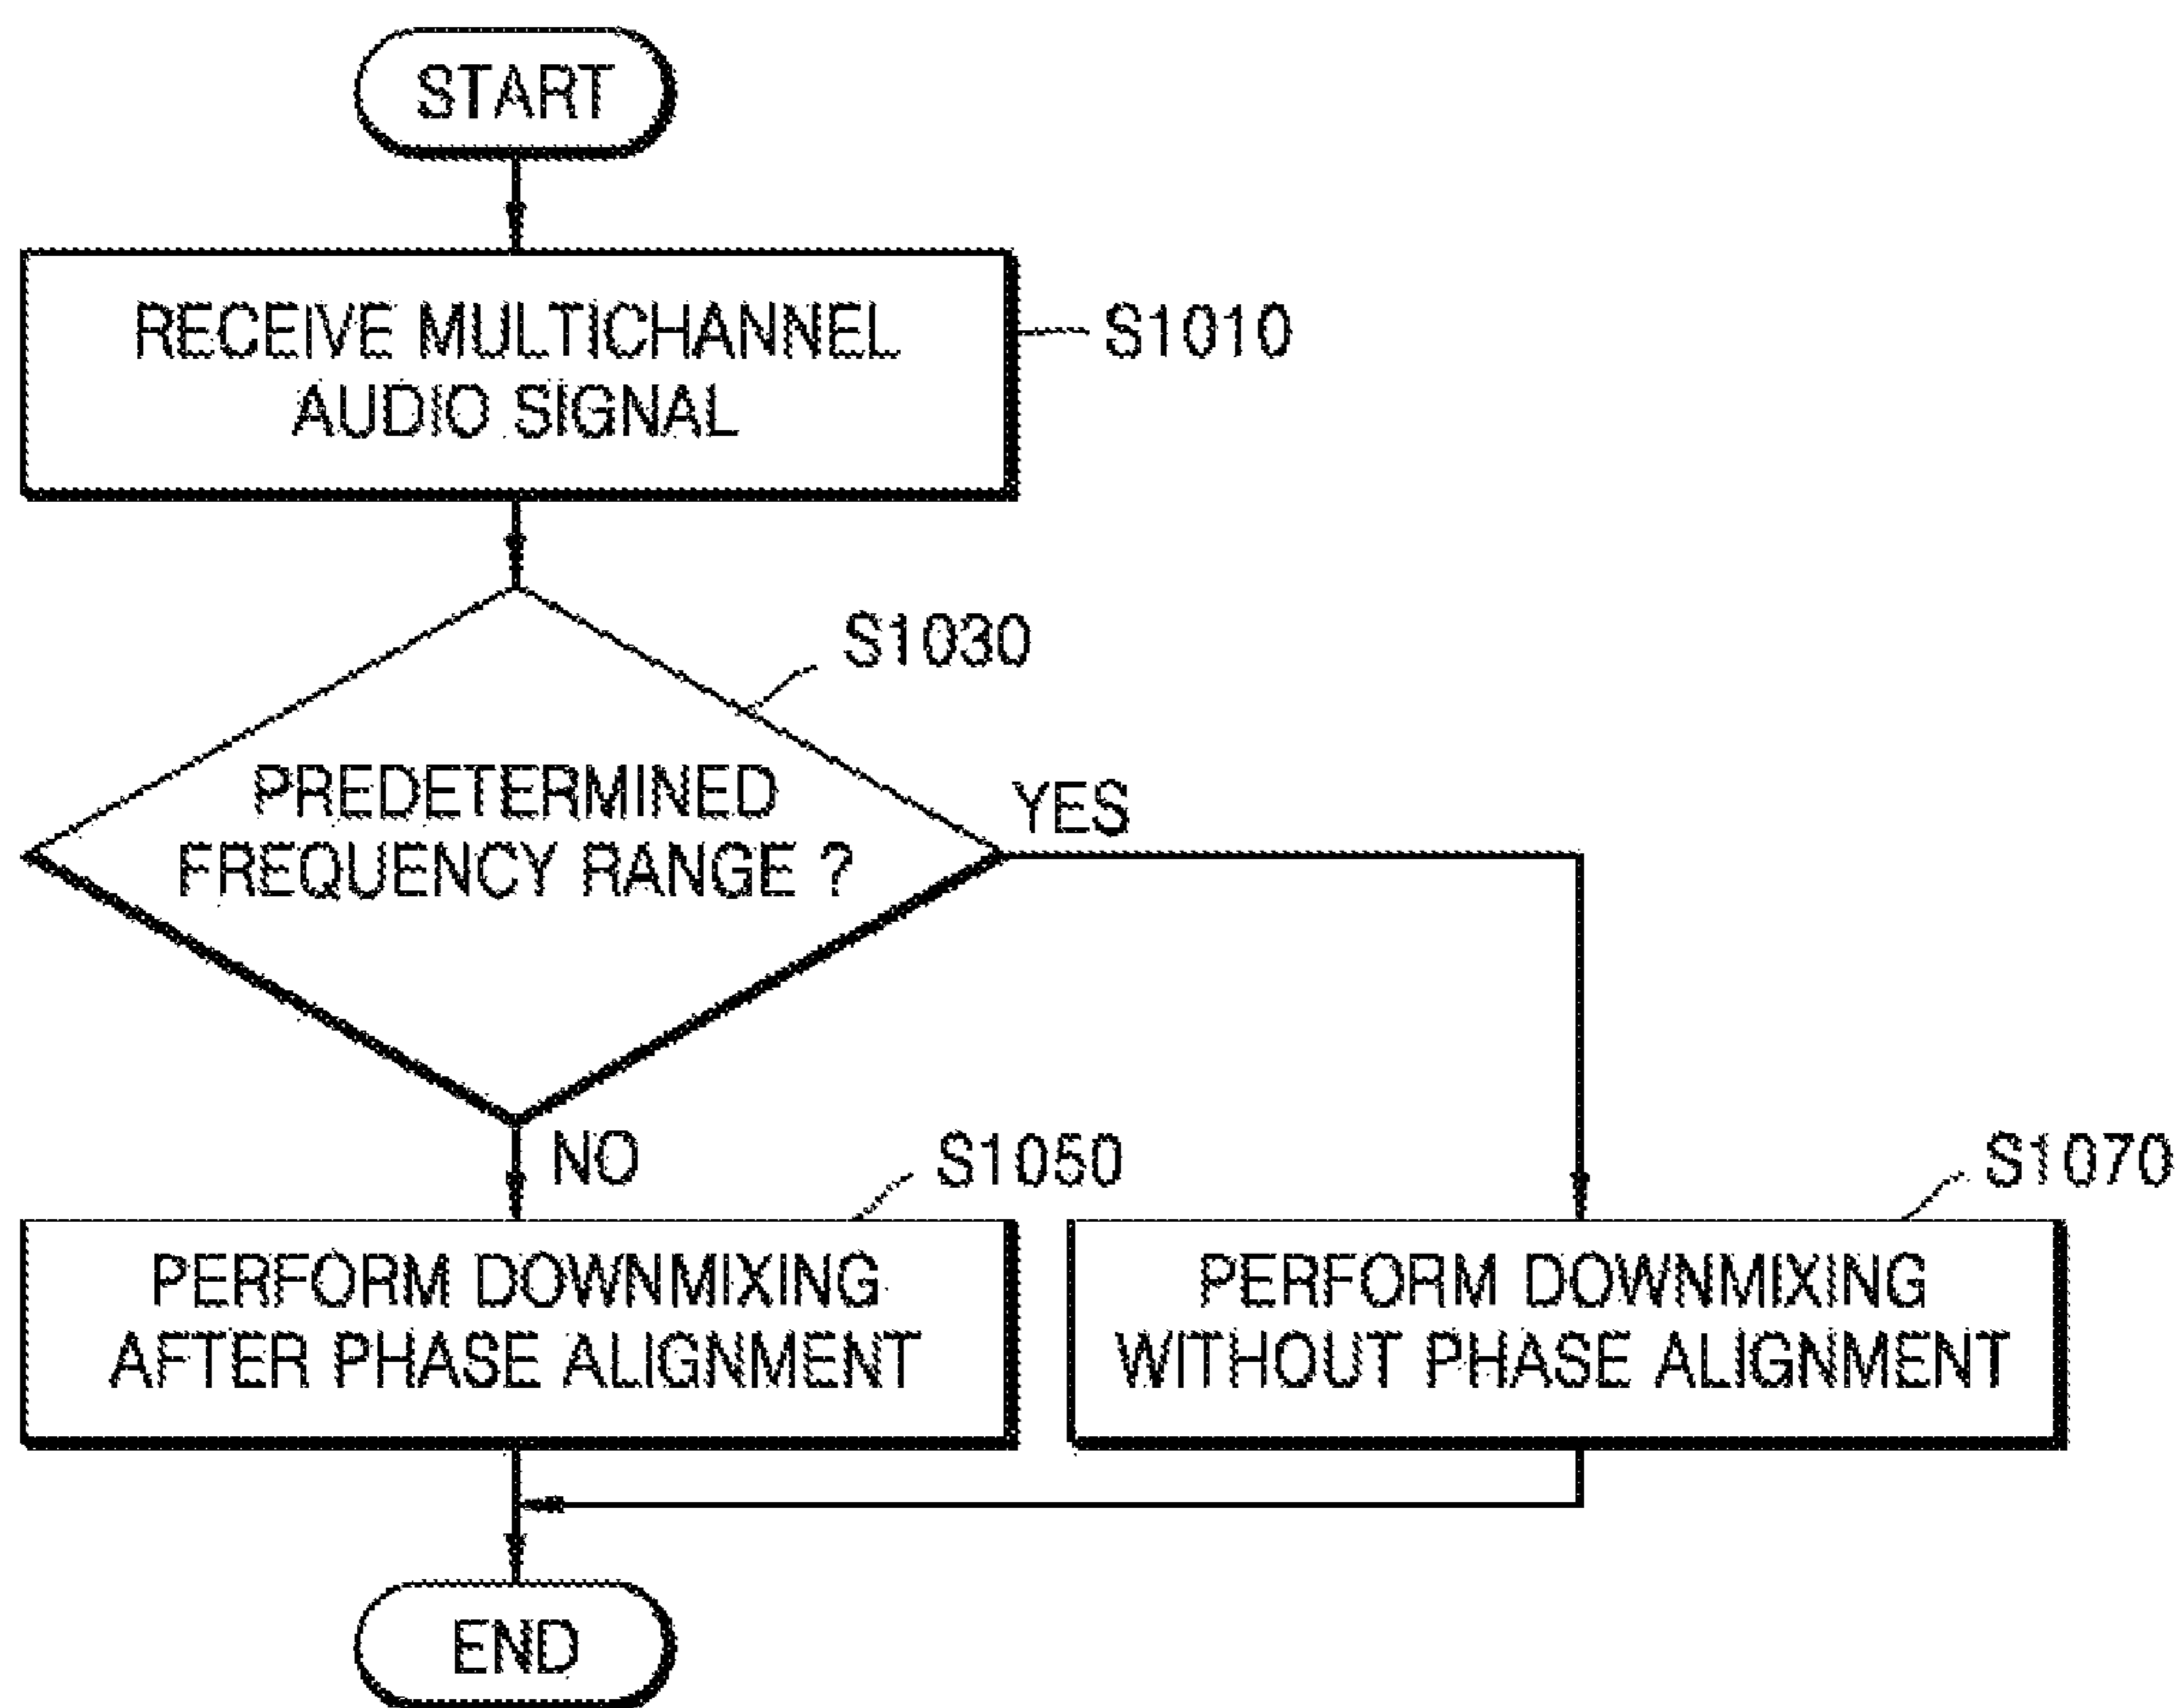 START
RECEIVE MULTICHANNEL
AUDIO SIGNAL
S1010
S1030
PREDETERMINED
FREQUENCY RANGE ?
YES
NO
S1050
S1070
PERFORM DOWNMIXING
AFTER PHASE ALIGNMENT
PERFORM DOWNMIXING
WITHOUT PHASE ALIGNMENT
END